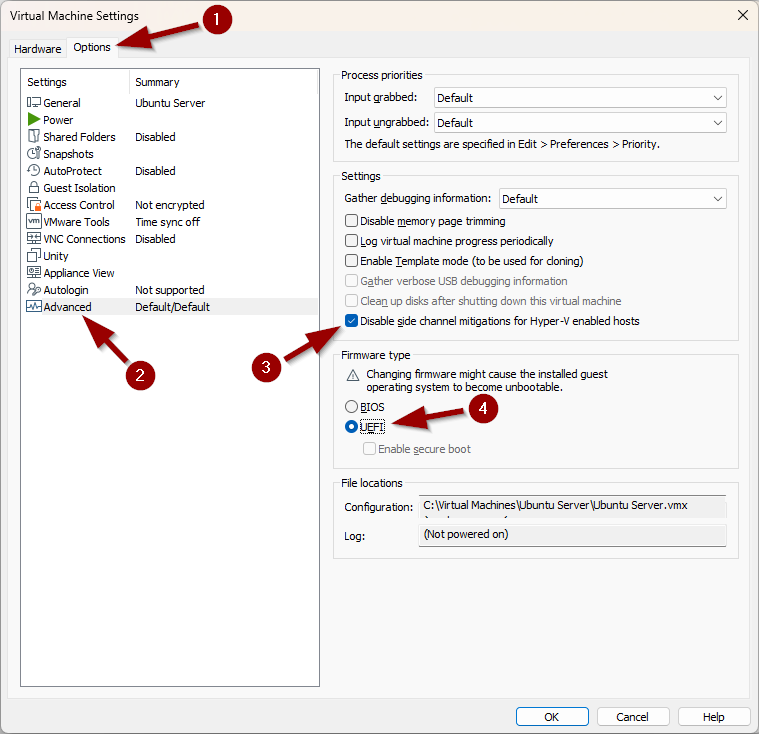 Virtual Machine Settings
1
Hardware Options
Settings Summary
General Ubuntu Server
Power
Shared Folders Disabled
Snapshots
AutoProtect Disabled
Guest Isolation
Access Control Not encrypted
vm VMware Tools Time sync off
VNC Connections Disabled
Unity
Appliance View
Autologin Not supported
Advanced Default/Default
2
Process priorities
Input grabbed: Default
Input ungrabbed: Default
The default settings are specified in Edit > Preferences > Priority.
Settings
Gather debugging information: Default
Disable memory page trimming
Log virtual machine progress periodically
Enable Template mode (to be used for cloning)
Gather verbose USB debugging information
Clean up disks after shutting down this virtual machine
Disable side channel mitigations for Hyper-V enabled hosts
3
Firmware type
Changing firmware might cause the installed guest
operating system to become unbootable.
BIOS
UEFI
4
Enable secure boot
File locations
Configuration: C:\Virtual Machines\Ubuntu Server\Ubuntu Server.vmx
Log: (Not powered on)
OK Cancel Help